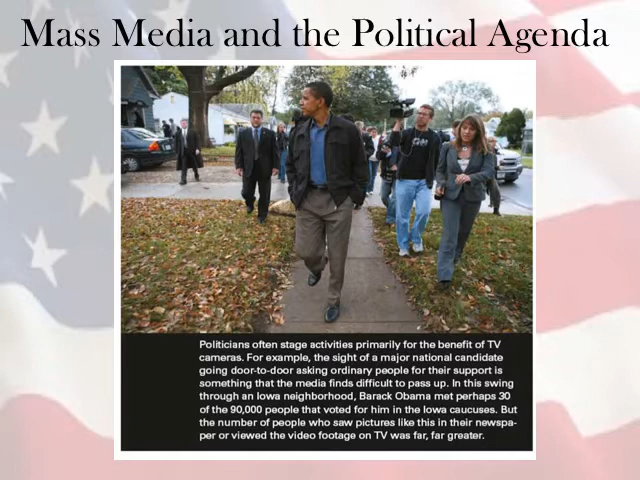 Mass Media and the Political Agenda
Politicians often stage activities primarily for the benefit of TV
cameras. For example, the sight of a major national candidate
going door-to-door asking ordinary people for their support is
something that the media finds difficult to pass up. In this swing
through an Iowa neighborhood, Barack Obama met perhaps 30
of the 90,000 people that voted for him in the Iowa caucuses. But
the number of people who saw pictures like this in their newspa-
per or viewed the video footage on TV was far, far greater.